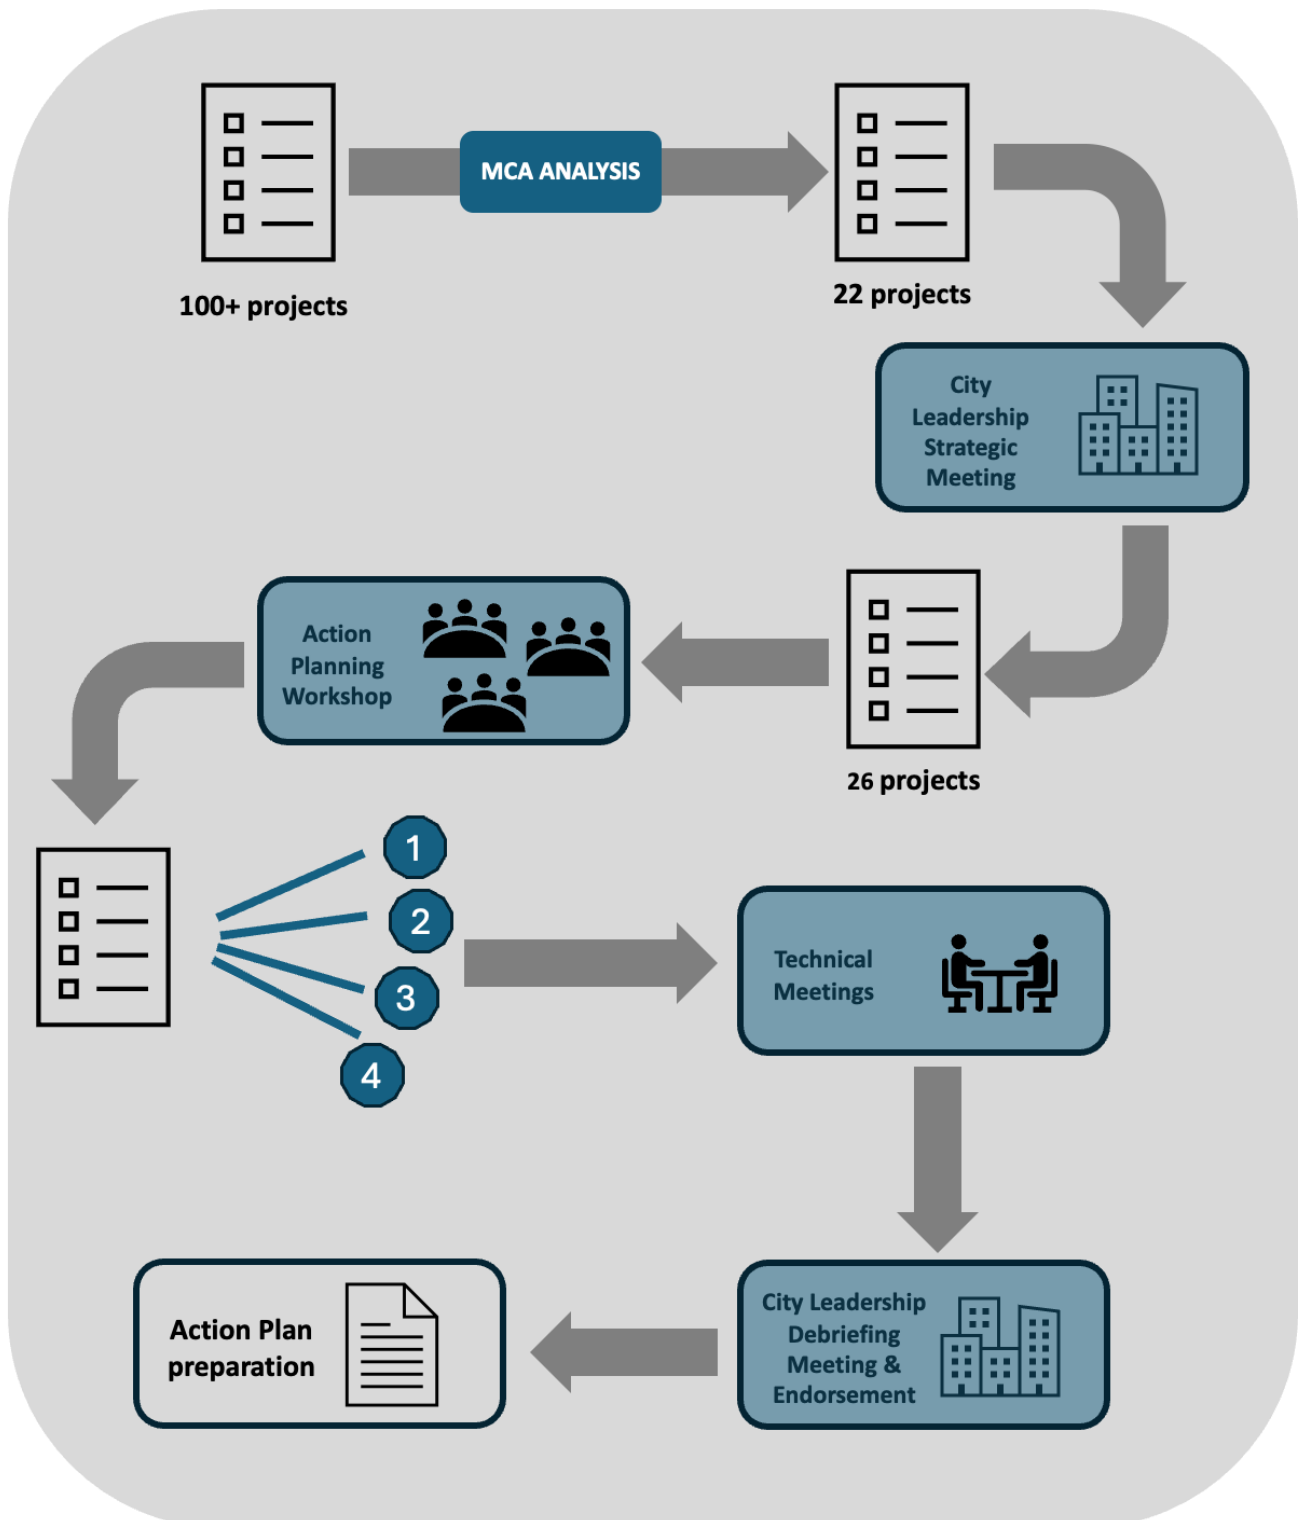 MCA ANALYSIS
100+ projects
22 projects
City
Leadership
Strategic
Meeting
26 projects
Action
Planning
Workshop
1
2
3
4
Technical
Meetings
City Leadership
Debriefing
Meeting &
Endorsement
Action Plan
preparation